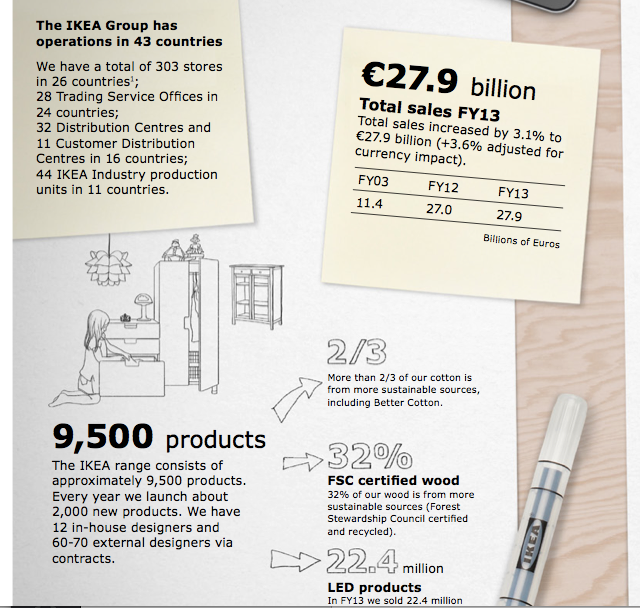 The IKEA Group has
operations in 43 countries
We have a total of 303 stores
in 26 countries¹;
28 Trading Service Offices in
24 countries;
32 Distribution Centres and
11 Customer Distribution
Centres in 16 countries;
44 IKEA Industry production
units in 11 countries.
€27.9 billion
Total sales FY13
Total sales increased by 3.1% to
€27.9 billion (+3.6% adjusted for
currency impact).
FY03 FY12 FY13
11.4 27.0 27.9
Billions of Euros
2/3
More than 2/3 of our cotton is
from more sustainable sources,
including Better Cotton.
9,500 products
The IKEA range consists of
approximately 9,500 products.
Every year we launch about
2,000 new products. We have
12 in-house designers and
60-70 external designers via
contracts.
32%
FSC certified wood
32% of our wood is from more
sustainable sources (Forest
Stewardship Council certified
and recycled).
22.4 million
LED products
In FY13 we sold 22.4 million
IKEA